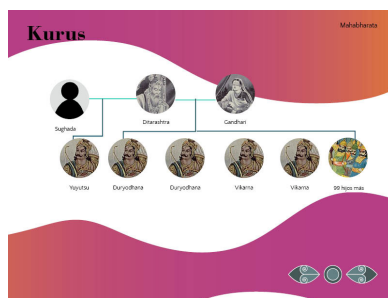 Kurus
Mahabharata
Sughada
Ditarashtra
Gandhari
Yuyutsu
Duryodhana
Duryodhana
Vikarna
Vikarna
99 hijos más